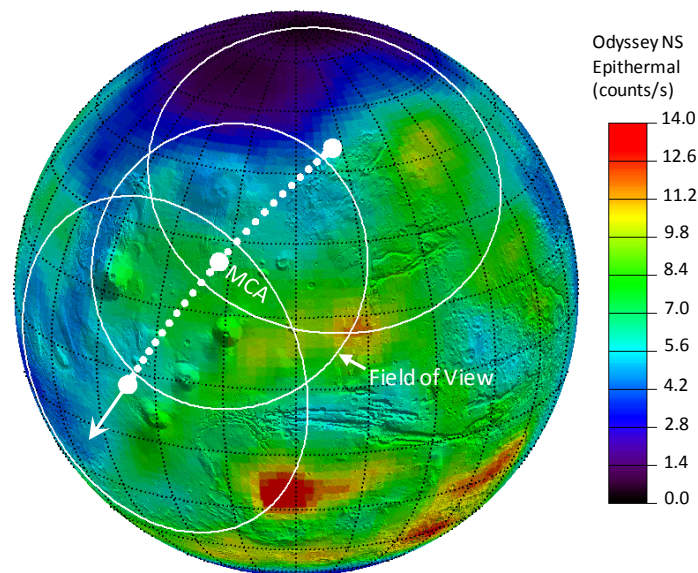 Odyssey NS
Epithermal
(counts/s)
14.0
12.6
11.2
9.8
8.4
7.0
5.6
4.2
2.8
1.4
0.0
MCA
Field of View